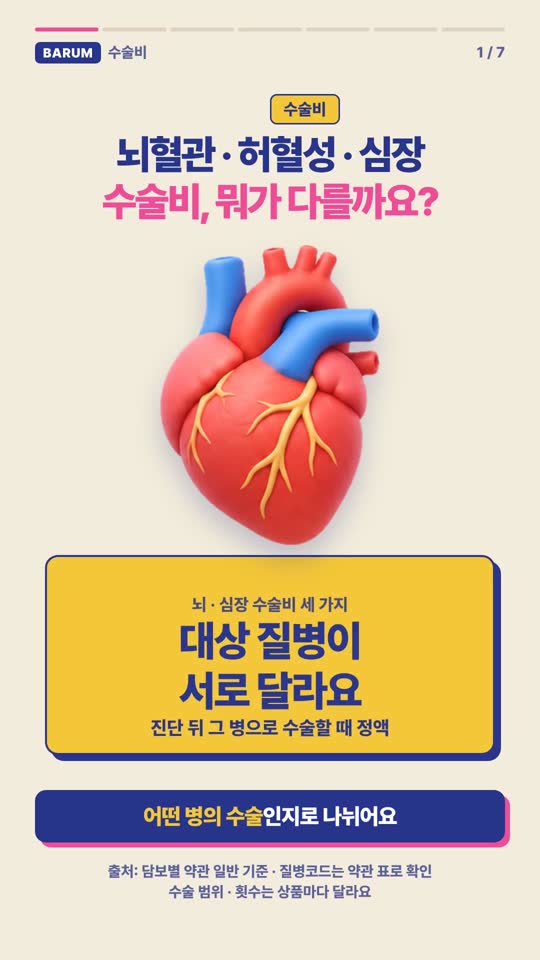 BARUM 수술비 1 / 7
수술비
뇌혈관 · 허혈성 · 심장
수술비, 뭐가 다를까요?
뇌 · 심장 수술비 세 가지
대상 질병이
서로 달라요
진단 뒤 그 병으로 수술할 때 정액
어떤 병의 수술인지로 나뉘어요
출처: 담보별 약관 일반 기준 · 질병코드는 약관 표로 확인
수술 범위 · 횟수는 상품마다 달라요